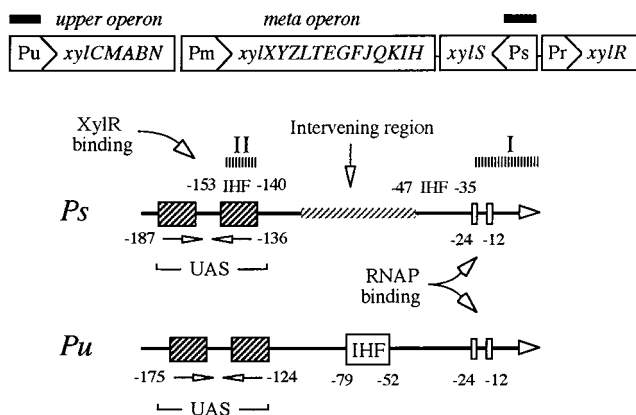 upper operon meta operon
Pu xylCMABN Pm xylXYZLTEGFJQKIH xylS Ps Pr xylR
XylR binding
II
Intervening region
I
-153 IHF -140 -47 IHF -35
Ps
-187 -136 -24 -12
UAS
RNAP binding
Pu
IHF
-175 -124 -79 -52 -24 -12
UAS